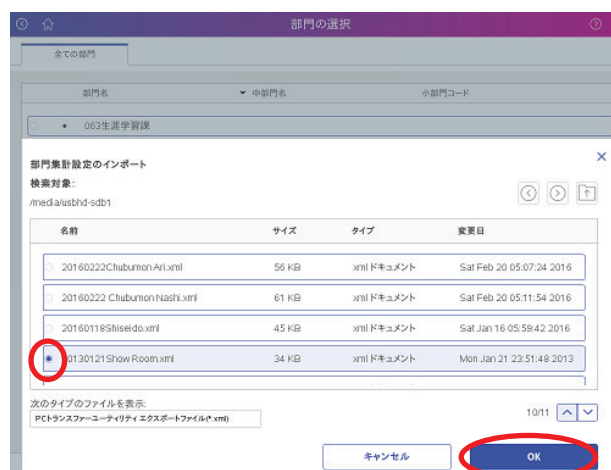 部門の選択
全ての部門
部門名 中部門名 小部門コード
• 063生涯学習課
部門集計設定のインポート
検索対象:
/media/usbhd-sdb1
名前 サイズ タイプ 変更日
20160222Chubumon Ari.xml 56 KB xmlドキュメント Sat Feb 20 05:07:24 2016
20160222 Chubumon Nashi.xml 61 KB xmlドキュメント Sat Feb 20 05:11:54 2016
20160118Shiseido.xml 45 KB xmlドキュメント Sat Jan 16 05:59:42 2016
20130121Show Room.xml 34 KB xmlドキュメント Mon Jan 21 23:51:48 2013
次のタイプのファイルを表示:
PCトランスファーユーティリティ エクスポートファイル(*.xml)
10/11
キャンセル OK